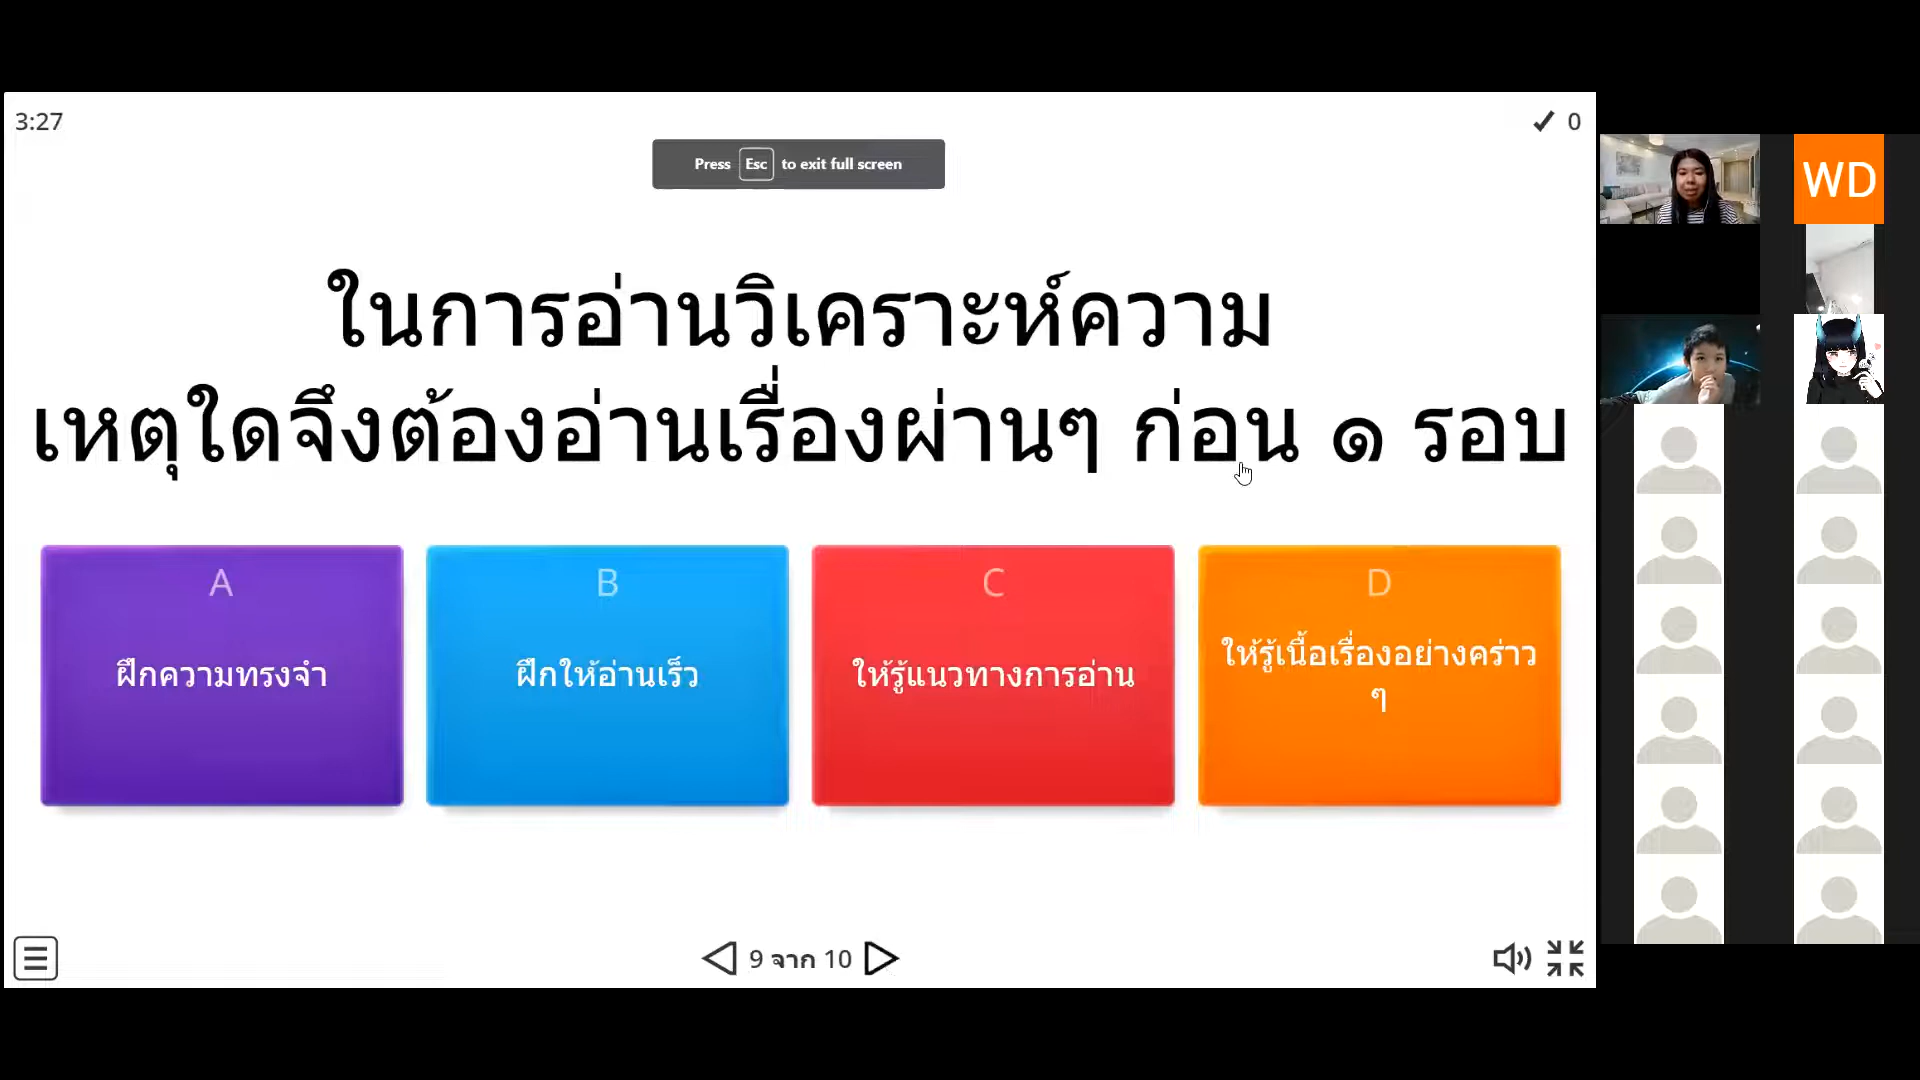 3:27
0
Press Esc to exit full screen
WD
ในการอ่านวิเคราะห์ความ
เหตุใดจึงต้องอ่านเรื่องผ่านๆ ก่อน ๑ รอบ
A
ฝึกความทรงจำ
B
ฝึกให้อ่านเร็ว
C
ให้รู้แนวทางการอ่าน
D
ให้รู้เนื้อเรื่องอย่างคร่าว
ๆ
9 จาก 10